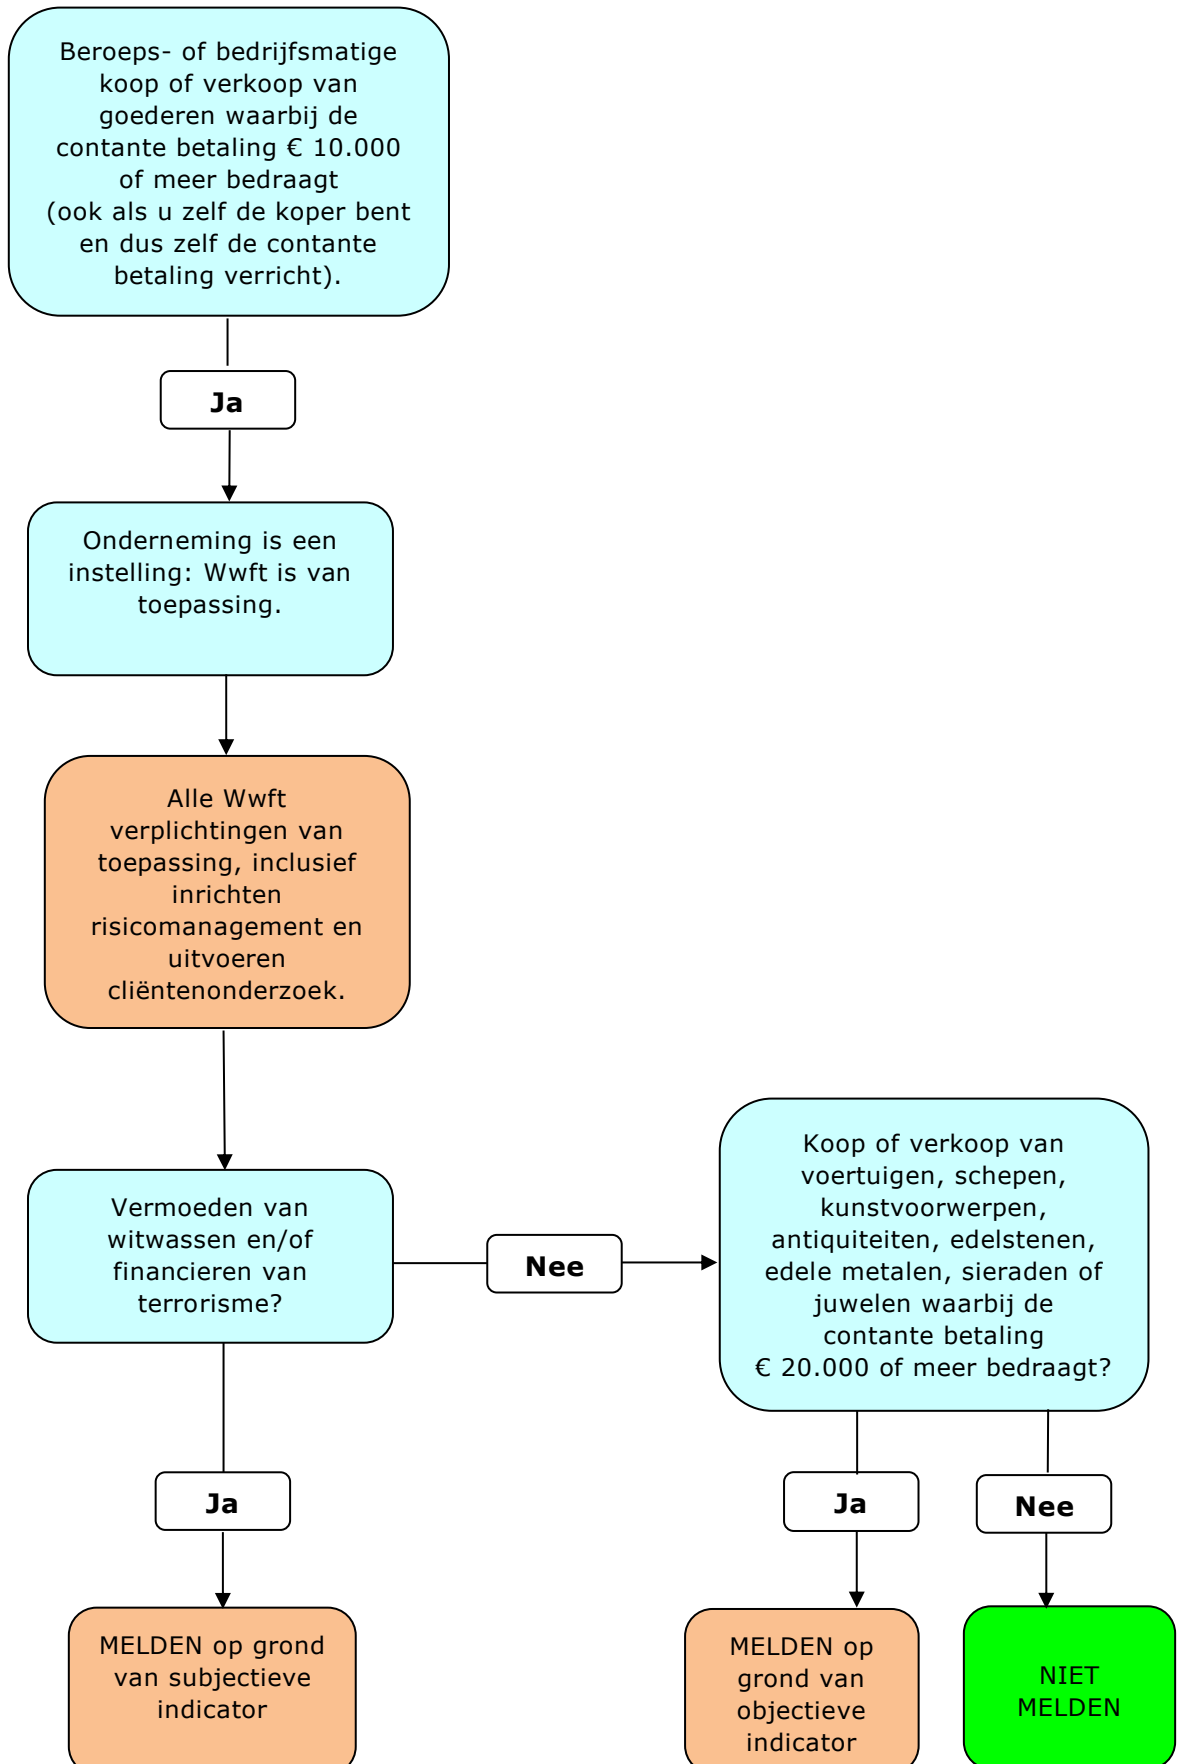 Beroeps- of bedrijfsmatige
koop of verkoop van
goederen waarbij de
contante betaling € 10.000
of meer bedraagt
(ook als u zelf de koper bent
en dus zelf de contante
betaling verricht).
Ja
Onderneming is een
instelling: Wwft is van
toepassing.
Alle Wwft
verplichtingen van
toepassing, inclusief
inrichten
risicomanagement en
uitvoeren
cliëntenonderzoek.
Vermoeden van
witwassen en/of
financieren van
terrorisme?
Nee
Koop of verkoop van
voertuigen, schepen,
kunstvoorwerpen,
antiquiteiten, edelstenen,
edele metalen, sieraden of
juwelen waarbij de
contante betaling
€ 20.000 of meer bedraagt?
Ja
Ja
Nee
MELDEN op grond
van subjectieve
indicator
MELDEN op
grond van
objectieve
indicator
NIET
MELDEN